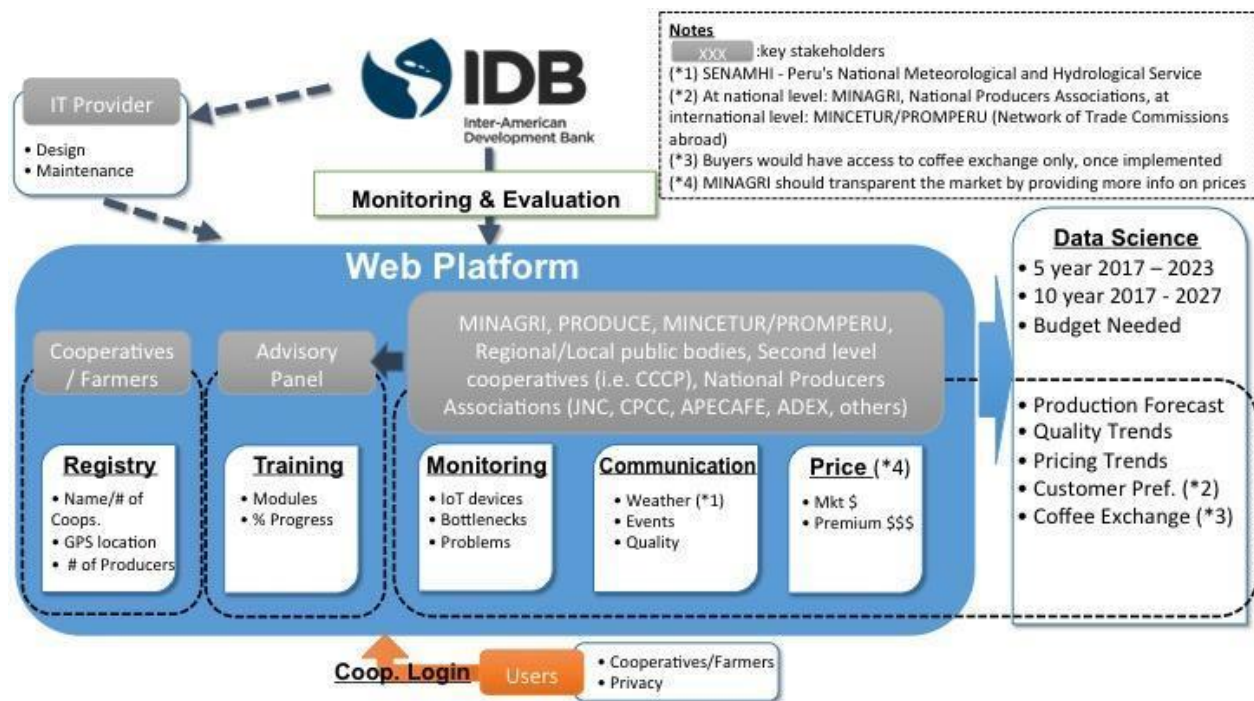 Notes
XXX :key stakeholders
(*1) SENAMHI - Peru's National Meteorological and Hydrological Service
(*2) At national level: MINAGRI, National Producers Associations, at
international level: MINCETUR/PROMPERU (Network of Trade Commissions
abroad)
(*3) Buyers would have access to coffee exchange only, once implemented
(*4) MINAGRI should transparent the market by providing more info on prices
IDB
Inter-American
Development Bank
IT Provider
• Design
• Maintenance
Monitoring & Evaluation
Web Platform
MINAGRI, PRODUCE, MINCETUR/PROMPERU,
Regional/Local public bodies, Second level
cooperatives (i.e. CCCP), National Producers
Associations (JNC, CPCC, APECAFE, ADEX, others)
Cooperatives
/ Farmers
Advisory
Panel
Registry
• Name/# of
Coops.
• GPS location
• # of Producers
Training
• Modules
• % Progress
Monitoring
• IoT devices
• Bottlenecks
• Problems
Communication
• Weather (*1)
• Events
• Quality
Price (*4)
• Mkt $
• Premium $$$
Data Science
• 5 year 2017 – 2023
• 10 year 2017 - 2027
• Budget Needed
• Production Forecast
• Quality Trends
• Pricing Trends
• Customer Pref. (*2)
• Coffee Exchange (*3)
Coop. Login
Users
• Cooperatives/Farmers
• Privacy